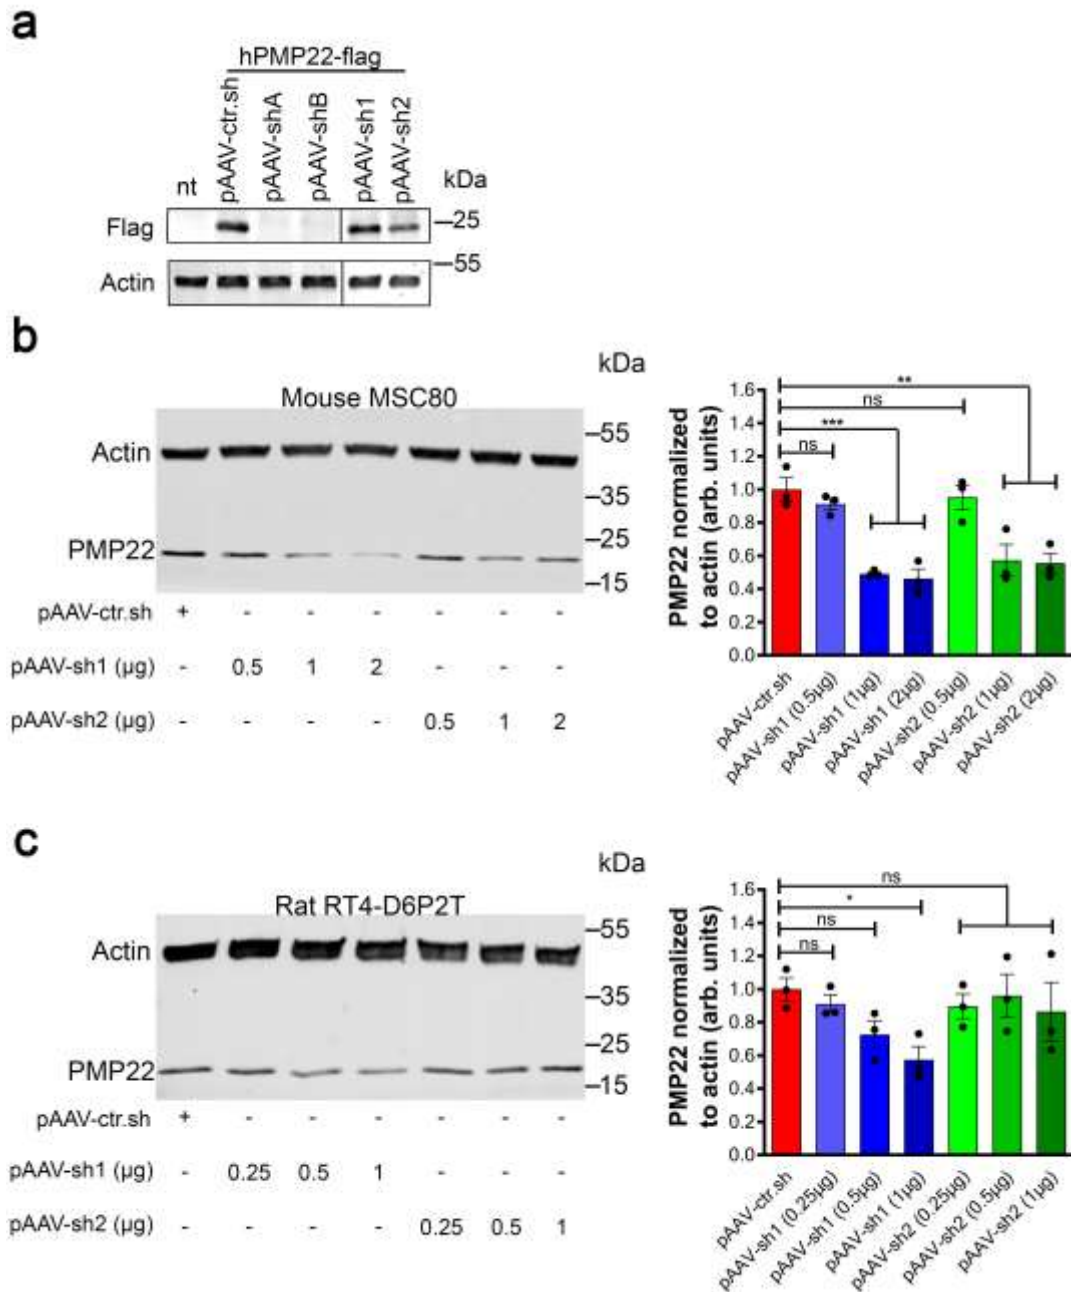 a
hPMP22-flag
nt
pAAV-ctr.sh
pAAV-shA
pAAV-shB
pAAV-sh1
pAAV-sh2
kDa
Flag
–25
–55
Actin
b
kDa
Mouse MSC80
Actin
–55
–35
–25
PMP22
–15
pAAV-ctr.sh + - - - - - -
pAAV-sh1 (µg) - 0.5 1 2 - - -
pAAV-sh2 (µg) - - - - 0.5 1 2
PMP22 normalized
to actin (arb. units)
1.6
1.4
1.2
1.0
0.8
0.6
0.4
0.2
0.0
**
ns
***
ns
pAAV-ctr.sh
pAAV-sh1 (0.5µg)
pAAV-sh1 (1µg)
pAAV-sh1 (2µg)
pAAV-sh2 (0.5µg)
pAAV-sh2 (1µg)
pAAV-sh2 (2µg)
c
kDa
Rat RT4-D6P2T
Actin
–55
–35
–25
PMP22
–15
pAAV-ctr.sh + - - - - - -
pAAV-sh1 (µg) - 0.25 0.5 1 - - -
pAAV-sh2 (µg) - - - - 0.25 0.5 1
PMP22 normalized
to actin (arb. units)
1.6
1.4
1.2
1.0
0.8
0.6
0.4
0.2
0.0
ns
*
ns
ns
pAAV-ctr.sh
pAAV-sh1 (0.25µg)
pAAV-sh1 (0.5µg)
pAAV-sh1 (1µg)
pAAV-sh2 (0.25µg)
pAAV-sh2 (0.5µg)
pAAV-sh2 (1µg)